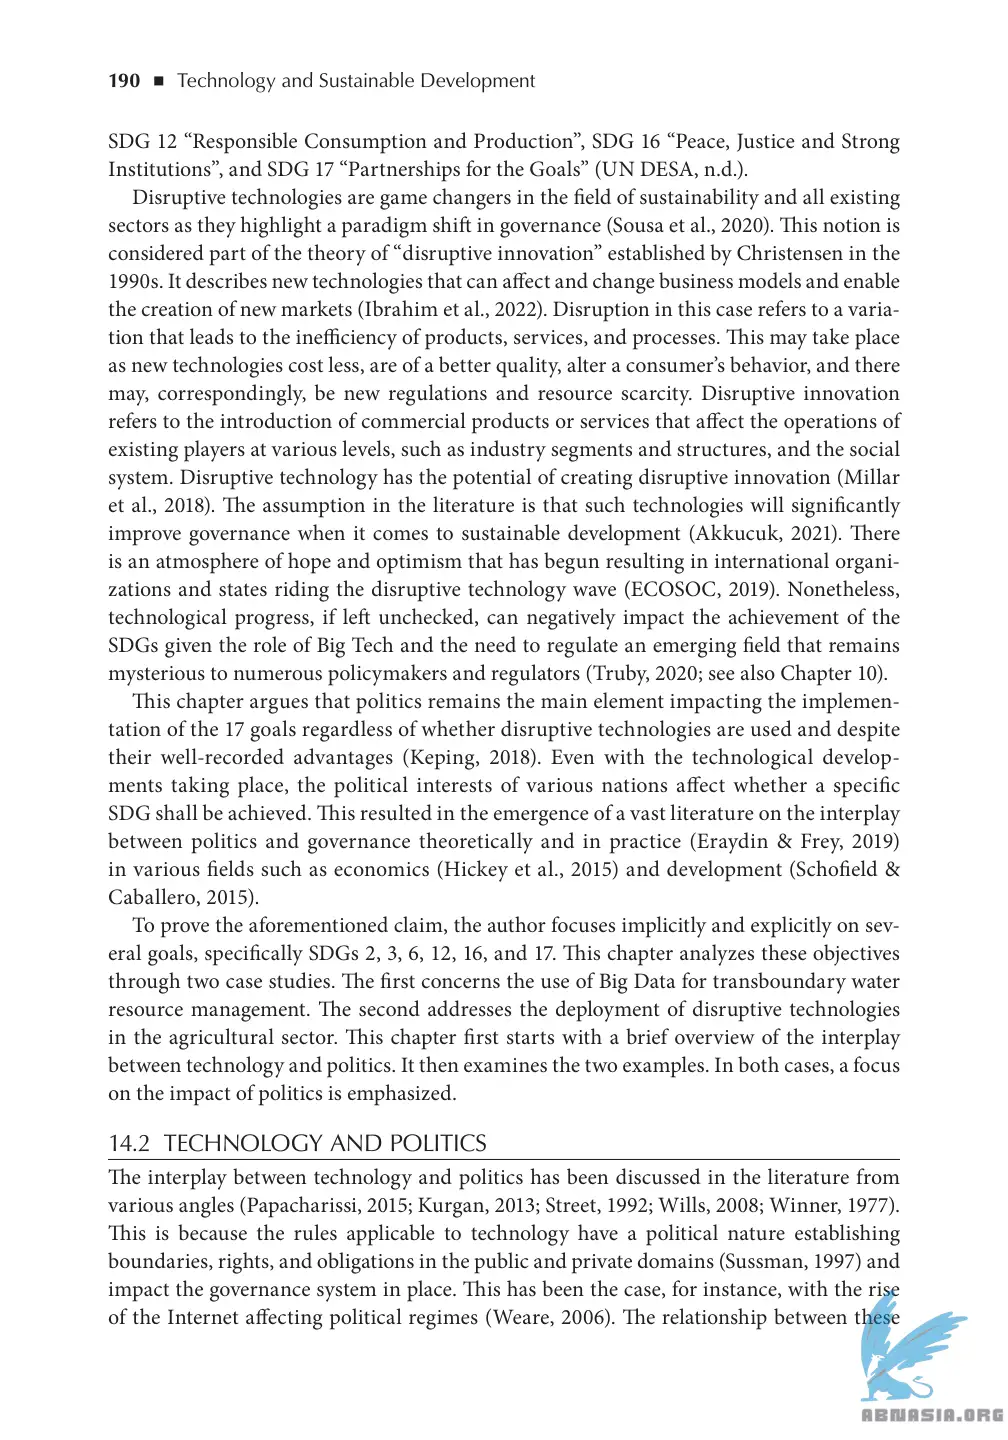 190 ■ Technology and Sustainable Development
SDG 12 “Responsible Consumption and Production”, SDG 16 “Peace, Justice and Strong
Institutions”, and SDG 17 “Partnerships for the Goals” (UN DESA, n.d.).
Disruptive technologies are game changers in the field of sustainability and all existing
sectors as they highlight a paradigm shift in governance (Sousa et al., 2020). This notion is
considered part of the theory of “disruptive innovation” established by Christensen in the
1990s. It describes new technologies that can affect and change business models and enable
the creation of new markets (Ibrahim et al., 2022). Disruption in this case refers to a varia-
tion that leads to the inefficiency of products, services, and processes. This may take place
as new technologies cost less, are of a better quality, alter a consumer’s behavior, and there
may, correspondingly, be new regulations and resource scarcity. Disruptive innovation
refers to the introduction of commercial products or services that affect the operations of
existing players at various levels, such as industry segments and structures, and the social
system. Disruptive technology has the potential of creating disruptive innovation (Millar
et al., 2018). The assumption in the literature is that such technologies will significantly
improve governance when it comes to sustainable development (Akkucuk, 2021). There
is an atmosphere of hope and optimism that has begun resulting in international organi-
zations and states riding the disruptive technology wave (ECOSOC, 2019). Nonetheless,
technological progress, if left unchecked, can negatively impact the achievement of the
SDGs given the role of Big Tech and the need to regulate an emerging field that remains
mysterious to numerous policymakers and regulators (Truby, 2020; see also Chapter 10).
This chapter argues that politics remains the main element impacting the implemen-
tation of the 17 goals regardless of whether disruptive technologies are used and despite
their well-recorded advantages (Keping, 2018). Even with the technological develop-
ments taking place, the political interests of various nations affect whether a specific
SDG shall be achieved. This resulted in the emergence of a vast literature on the interplay
between politics and governance theoretically and in practice (Eraydin & Frey, 2019)
in various fields such as economics (Hickey et al., 2015) and development (Schofield &
Caballero, 2015).
To prove the aforementioned claim, the author focuses implicitly and explicitly on sev-
eral goals, specifically SDGs 2, 3, 6, 12, 16, and 17. This chapter analyzes these objectives
through two case studies. The first concerns the use of Big Data for transboundary water
resource management. The second addresses the deployment of disruptive technologies
in the agricultural sector. This chapter first starts with a brief overview of the interplay
between technology and politics. It then examines the two examples. In both cases, a focus
on the impact of politics is emphasized.
14.2 TECHNOLOGY AND POLITICS
The interplay between technology and politics has been discussed in the literature from
various angles (Papacharissi, 2015; Kurgan, 2013; Street, 1992; Wills, 2008; Winner, 1977).
This is because the rules applicable to technology have a political nature establishing
boundaries, rights, and obligations in the public and private domains (Sussman, 1997) and
impact the governance system in place. This has been the case, for instance, with the rise
of the Internet affecting political regimes (Weare, 2006). The relationship between these
ABNASIA.ORG